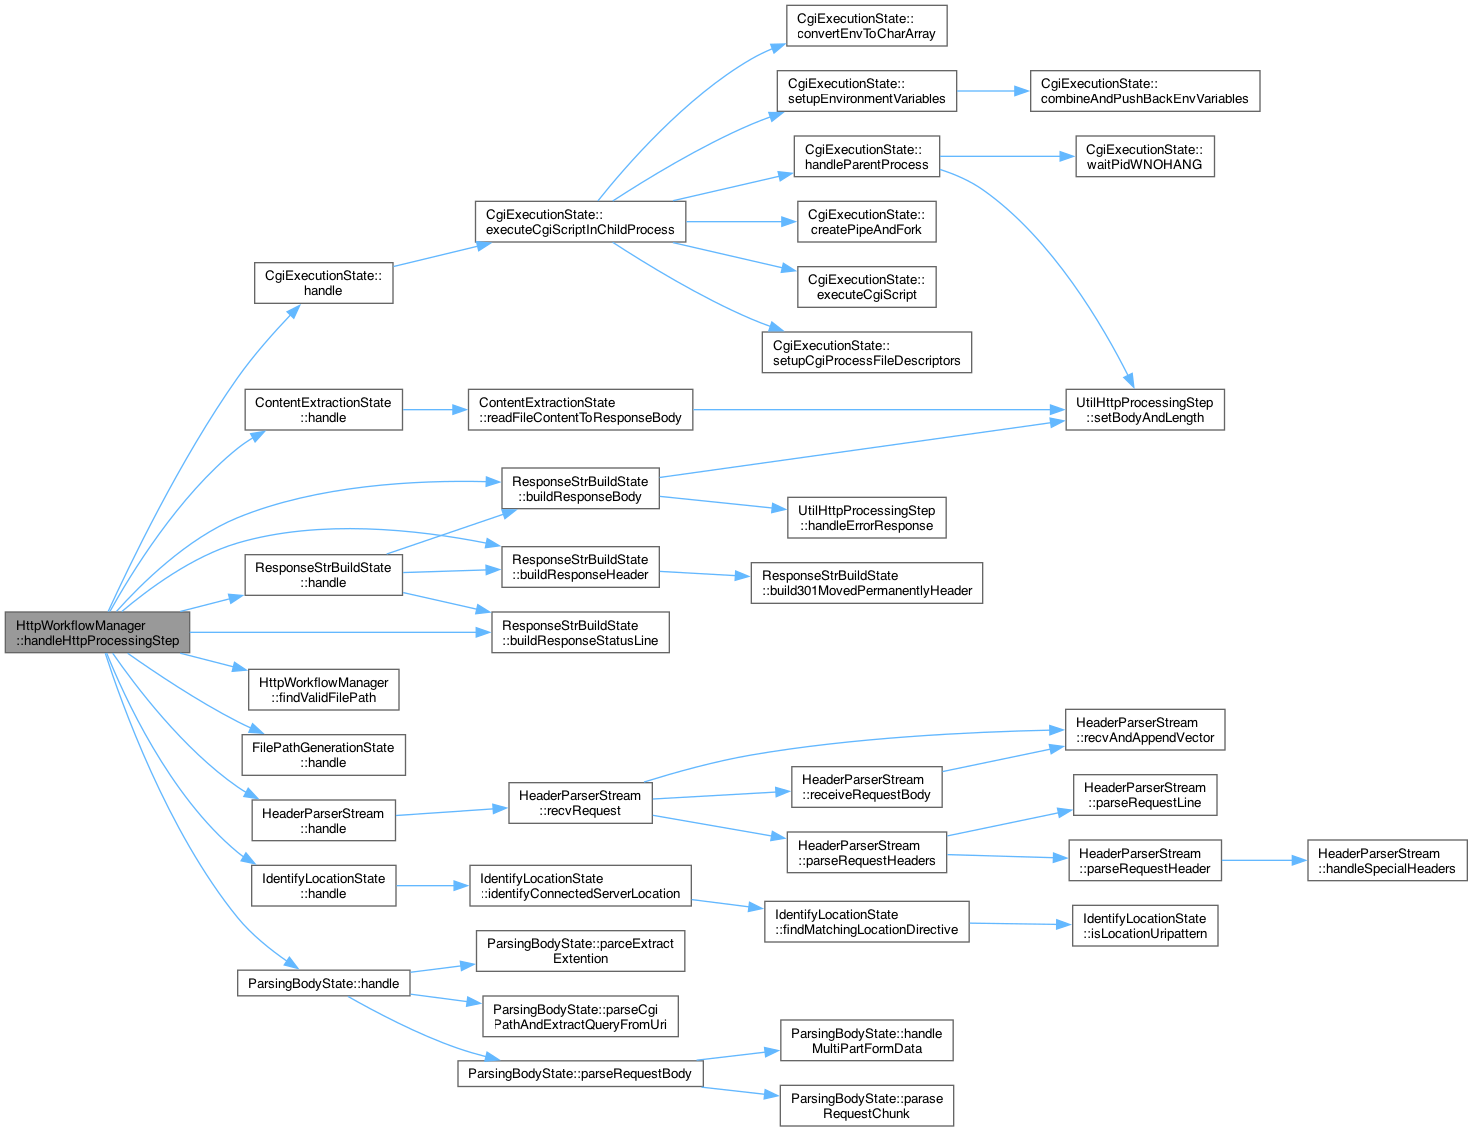 CgiExecutionState::
convertEnvToCharArray
CgiExecutionState::
setupEnvironmentVariables
CgiExecutionState::
combineAndPushBackEnvVariables
CgiExecutionState::
handleParentProcess
CgiExecutionState::
waitPidWNOHANG
CgiExecutionState::
executeCgiScriptInChildProcess
CgiExecutionState::
createPipeAndFork
CgiExecutionState::
handle
CgiExecutionState::
executeCgiScript
CgiExecutionState::
setupCgiProcessFileDescriptors
ContentExtractionState
::handle
ContentExtractionState
::readFileContentToResponseBody
UtilHttpProcessingStep
::setBodyAndLength
ResponseStrBuildState
::buildResponseBody
UtilHttpProcessingStep
::handleErrorResponse
ResponseStrBuildState
::handle
ResponseStrBuildState
::buildResponseHeader
ResponseStrBuildState
::build301MovedPermanentlyHeader
HttpWorkflowManager
::handleHttpProcessingStep
ResponseStrBuildState
::buildResponseStatusLine
HttpWorkflowManager
::findValidFilePath
FilePathGenerationState
::handle
HeaderParserStream
::recvAndAppendVector
HeaderParserStream
::handle
HeaderParserStream
::recvRequest
HeaderParserStream
::receiveRequestBody
HeaderParserStream
::parseRequestLine
HeaderParserStream
::parseRequestHeaders
HeaderParserStream
::parseRequestHeader
HeaderParserStream
::handleSpecialHeaders
IdentifyLocationState
::handle
IdentifyLocationState
::identifyConnectedServerLocation
IdentifyLocationState
::findMatchingLocationDirective
IdentifyLocationState
::isLocationUripattern
ParsingBodyState::parceExtract
Extention
ParsingBodyState::handle
ParsingBodyState::parseCgi
PathAndExtractQueryFromUri
ParsingBodyState::handle
MultiPartFormData
ParsingBodyState::parseRequestBody
ParsingBodyState::parase
RequestChunk